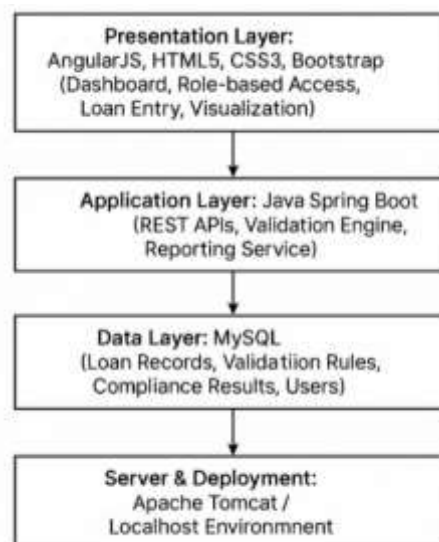 Presentation Layer:
AngularJS, HTML5, CSS3, Bootstrap
(Dashboard, Role-based Access,
Loan Entry, Visualization)
Application Layer: Java Spring Boot
(REST APIs, Validation Engine,
Reporting Service)
Data Layer: MySQL
(Loan Records, Validatiion Rules,
Compliance Results, Users)
Server & Deployment:
Apache Tomcat /
Localhost Environmnent